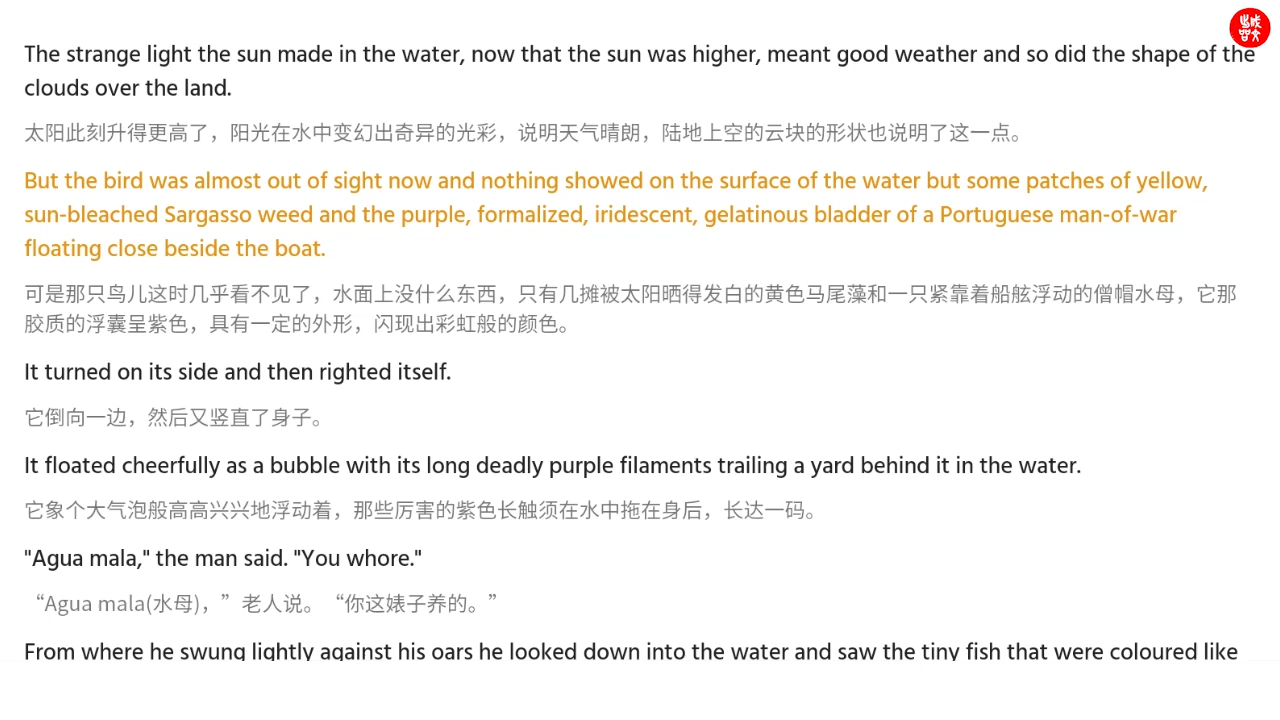 The strange light the sun made in the water, now that the sun was higher, meant good weather and so did the shape of the
clouds over the land.
太阳此刻升得更高了，阳光在水中变幻出奇异的光彩，说明天气晴朗，陆地上空的云块的形状也说明了这一点。
But the bird was almost out of sight now and nothing showed on the surface of the water but some patches of yellow,
sun-bleached Sargasso weed and the purple, formalized, iridescent, gelatinous bladder of a Portuguese man-of-war
floating close beside the boat.
可是那只鸟儿这时几乎看不见了，水面上没什么东西，只有几摊被太阳晒得发白的黄色马尾藻和一只紧靠着船舷浮动的僧帽水母，它那
胶质的浮囊呈紫色，具有一定的外形，闪现出彩虹般的颜色。
It turned on its side and then righted itself.
它倒向一边，然后又竖直了身子。
It floated cheerfully as a bubble with its long deadly purple filaments trailing a yard behind it in the water.
它象个大气泡般高高兴兴地浮动着，那些厉害的紫色长触须在水中拖在身后，长达一码。
"Agua mala," the man said. "You whore."
“Agua mala(水母)，”老人说。“你这婊子养的。”
From where he swung lightly against his oars he looked down into the water and saw the tiny fish that were coloured like